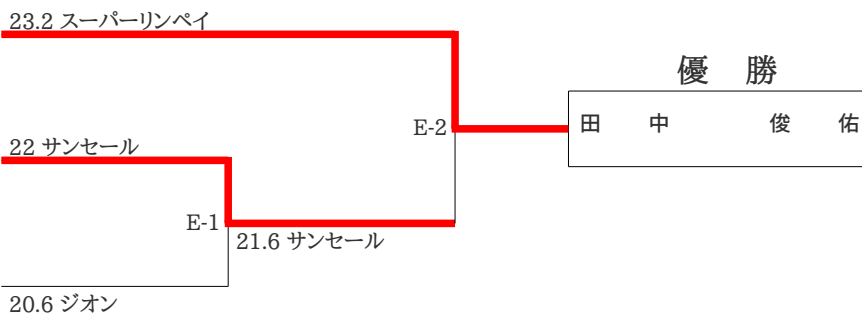 23.2 スーパーリンペイ
優 勝
E-2
田 中 俊 佑
22 サンセール
E-1
21.6 サンセール
20.6 ジオン